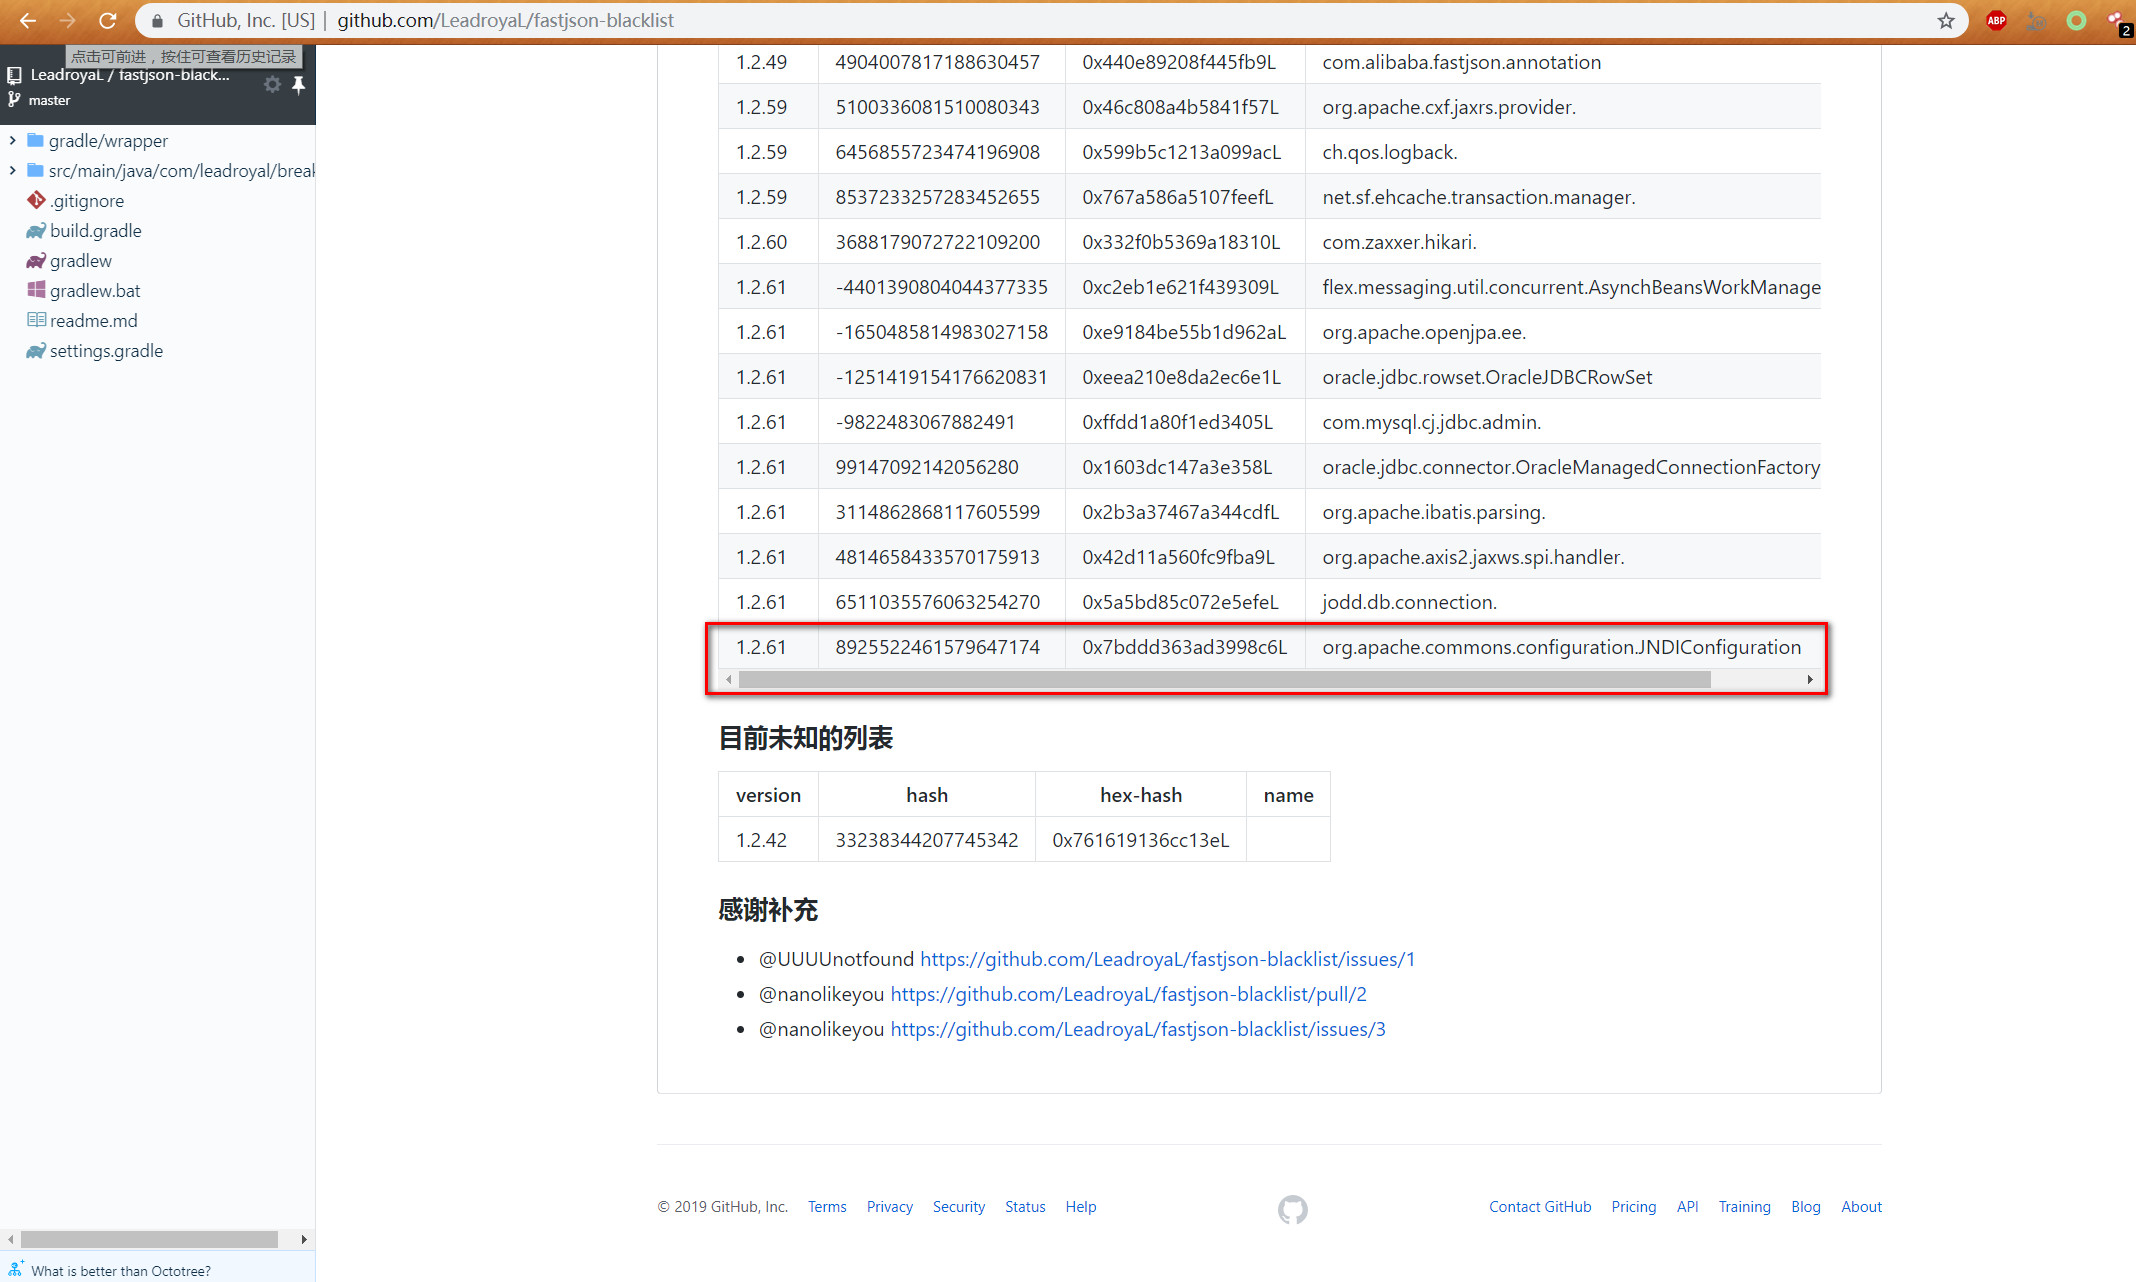 GitHub, Inc. [US] | github.com/LeadroyaL/fastjson-blacklist
ABP
2
点击可前进，按住可查看历史记录
LeadroyaL / fastjson-black...
master
gradle/wrapper
src/main/java/com/leadroyal/break
.gitignore
build.gradle
gradlew
gradlew.bat
readme.md
settings.gradle
1.2.49 4904007817188630457 0x440e89208f445fb9L com.alibaba.fastjson.annotation
1.2.59 5100336081510080343 0x46c808a4b5841f57L org.apache.cxf.jaxrs.provider.
1.2.59 6456855723474196908 0x599b5c1213a099acL ch.qos.logback.
1.2.59 8537233257283452655 0x767a586a5107feefL net.sf.ehcache.transaction.manager.
1.2.60 3688179072722109200 0x332f0b5369a18310L com.zaxxer.hikari.
1.2.61 -4401390804044377335 0xc2eb1e621f439309L flex.messaging.util.concurrent.AsynchBeansWorkManage
1.2.61 -1650485814983027158 0xe9184be55b1d962aL org.apache.openjpa.ee.
1.2.61 -1251419154176620831 0xeea210e8da2ec6e1L oracle.jdbc.rowset.OracleJDBCRowSet
1.2.61 -9822483067882491 0xffdd1a80f1ed3405L com.mysql.cj.jdbc.admin.
1.2.61 99147092142056280 0x1603dc147a3e358L oracle.jdbc.connector.OracleManagedConnectionFactory
1.2.61 3114862868117605599 0x2b3a37467a344cdfL org.apache.ibatis.parsing.
1.2.61 4814658433570175913 0x42d11a560fc9fba9L org.apache.axis2.jaxws.spi.handler.
1.2.61 6511035576063254270 0x5a5bd85c072e5efeL jodd.db.connection.
1.2.61 8925522461579647174 0x7bddd363ad3998c6L org.apache.commons.configuration.JNDIConfiguration
目前未知的列表
version hash hex-hash name
1.2.42 33238344207745342 0x761619136cc13eL
感谢补充
@UUUUnotfound https://github.com/LeadroyaL/fastjson-blacklist/issues/1
@nanolikeyou https://github.com/LeadroyaL/fastjson-blacklist/pull/2
@nanolikeyou https://github.com/LeadroyaL/fastjson-blacklist/issues/3
© 2019 GitHub, Inc. Terms Privacy Security Status Help Contact GitHub Pricing API Training Blog About
What is better than Octotree?